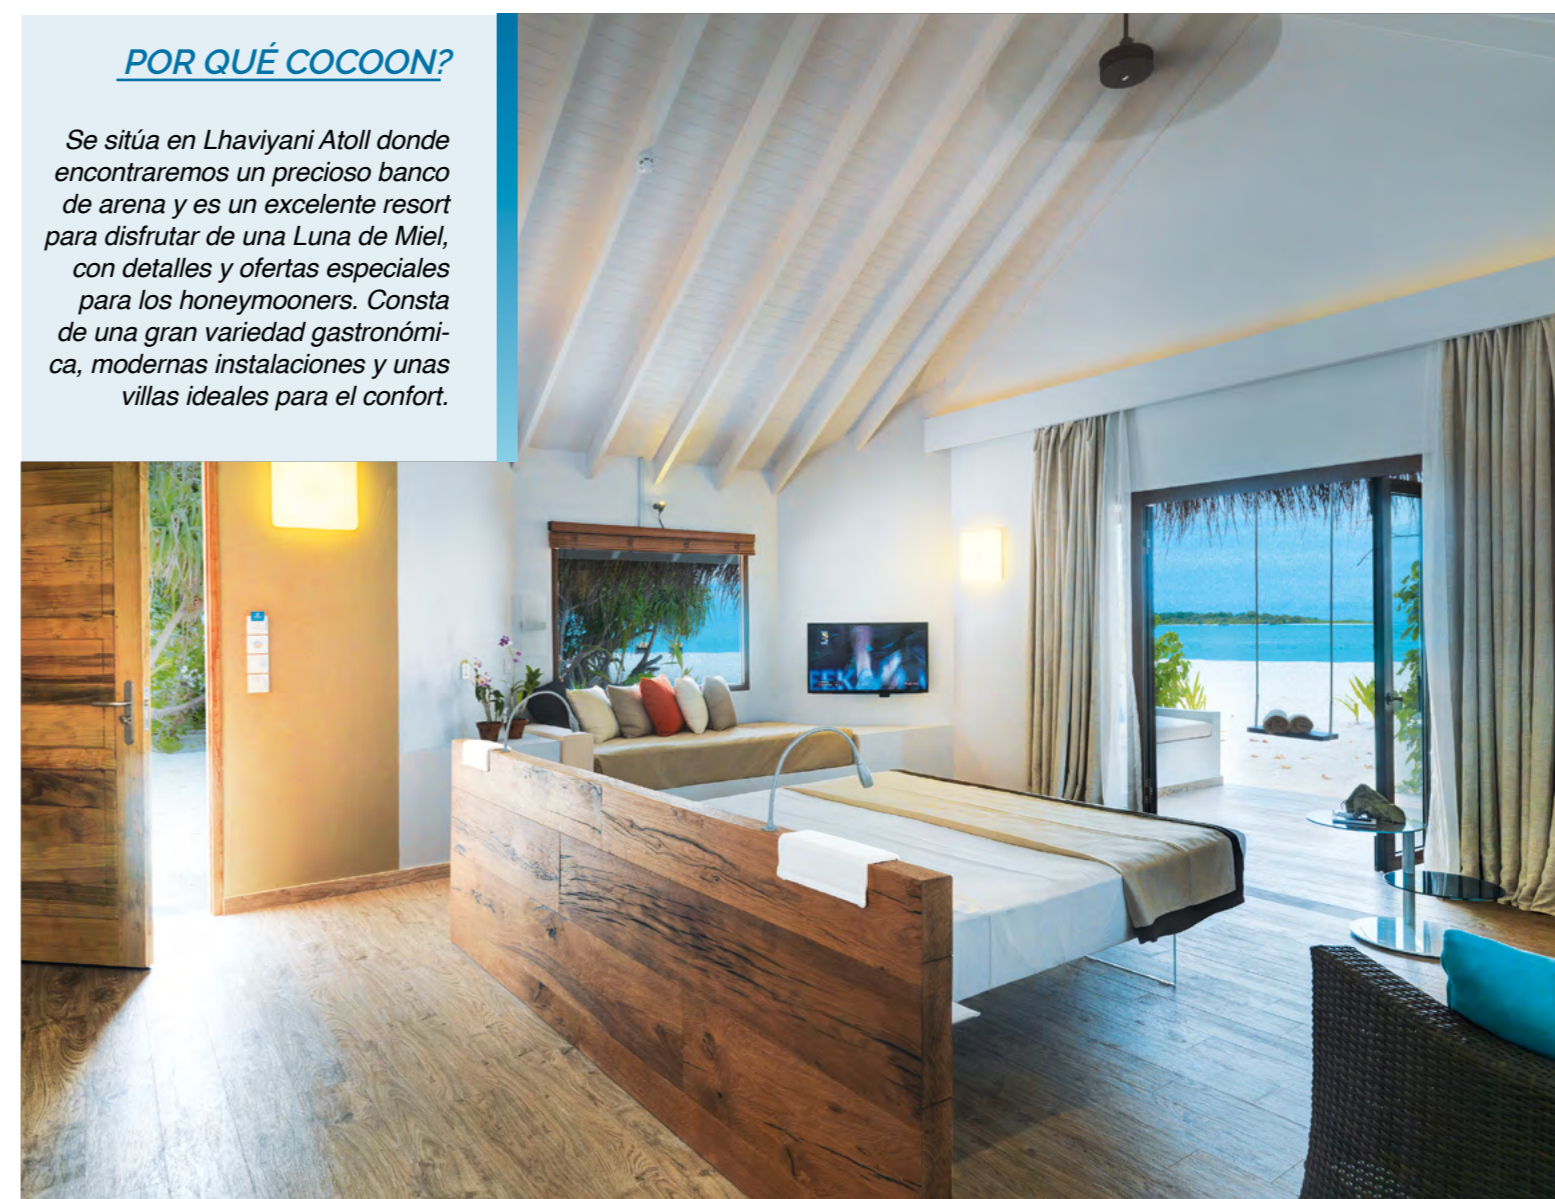 POR QUÉ COCOON?
Se sitúa en Lhaviyani Atoll donde
encontraremos un precioso banco
de arena y es un excelente resort
para disfrutar de una Luna de Miel,
con detalles y ofertas especiales
para los honeymooners. Consta
de una gran variedad gastronómi-
ca, modernas instalaciones y unas
villas ideales para el confort.